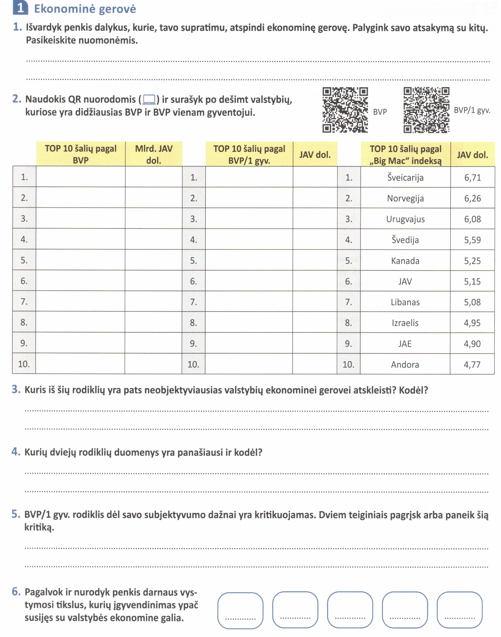 1 Ekonominė gerovė
1. Išvardyk penkis dalykus, kurie, tavo supratimu, atspindi ekonominę gerovę. Palygink savo atsakymą su kitų.
Pasikeiskite nuomonėmis.
2. Naudokis QR nuorodomis ( ) ir surašyk po dešimt valstybių,
kuriose yra didžiausias BVP ir BVP vienam gyventojui.
BVP
BVP/1 gyv.
TOP 10 šalių pagal BVP
Mlrd. JAV dol.
TOP 10 šalių pagal BVP/1 gyv.
JAV dol.
TOP 10 šalių pagal „Big Mac“ indeksą
JAV dol.
1. 1. 1. Šveicarija 6,71
2. 2. 2. Norvegija 6,26
3. 3. 3. Urugvajus 6,08
4. 4. 4. Švedija 5,59
5. 5. 5. Kanada 5,25
6. 6. 6. JAV 5,15
7. 7. 7. Libanas 5,08
8. 8. 8. Izraelis 4,95
9. 9. 9. JAE 4,90
10. 10. 10. Andora 4,77
3. Kuris iš šių rodiklių yra pats neobjektyviausias valstybių ekonominei gerovei atskleisti? Kodėl?
4. Kurių dviejų rodiklių duomenys yra panašiausi ir kodėl?
5. BVP/1 gyv. rodiklis dėl savo subjektyvumo dažnai yra kritikuojamas. Dviem teiginiais pagrįsk arba paneik šią
kritiką.
6. Pagalvok ir nurodyk penkis darnaus vys-
tymosi tikslus, kurių įgyvendinimas ypač
susijęs su valstybės ekonomine galia.